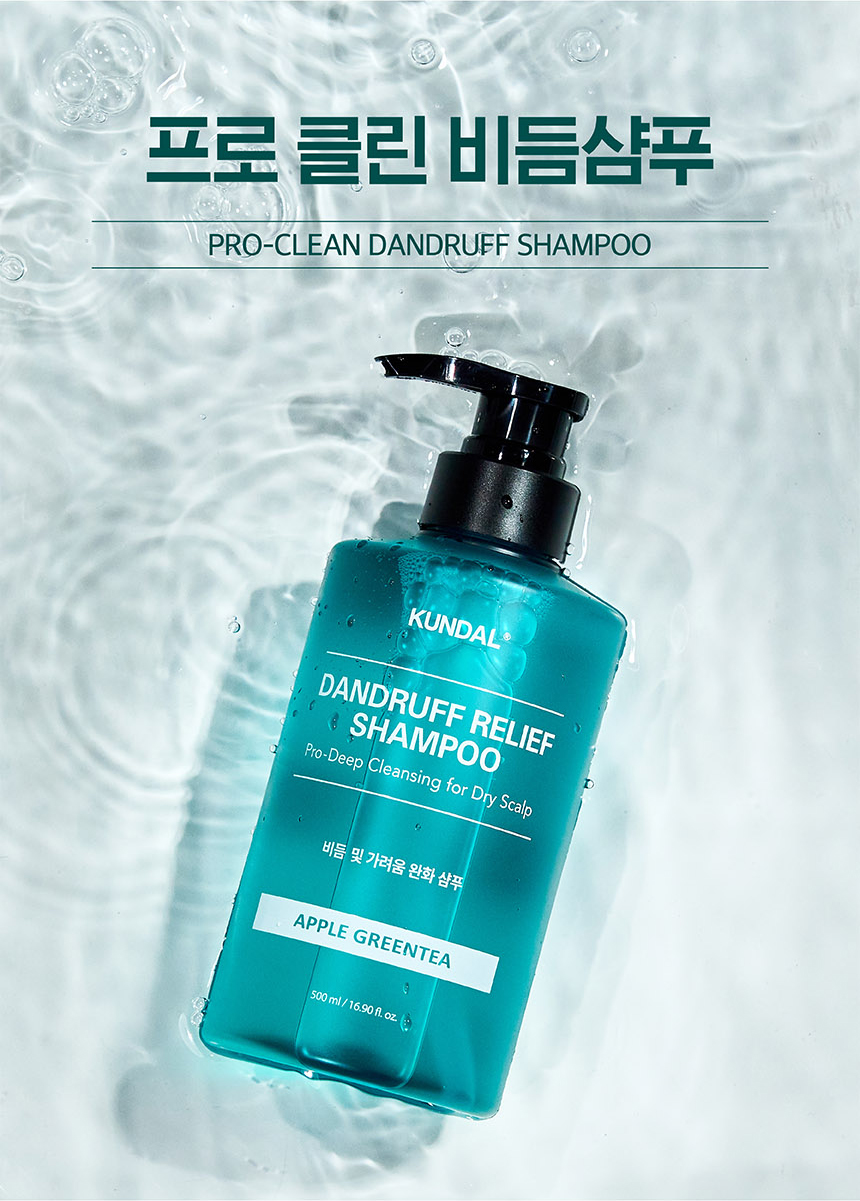 프로 클린 비듬샴푸
PRO-CLEAN DANDRUFF SHAMPOO
KUNDAL®
DANDRUFF RELIEF
SHAMPOO
Pro-Deep Cleansing for Dry Scalp
비듬 및 가려움 완화 샴푸
APPLE GREENTEA
500 ml / 16.90 fl. oz.